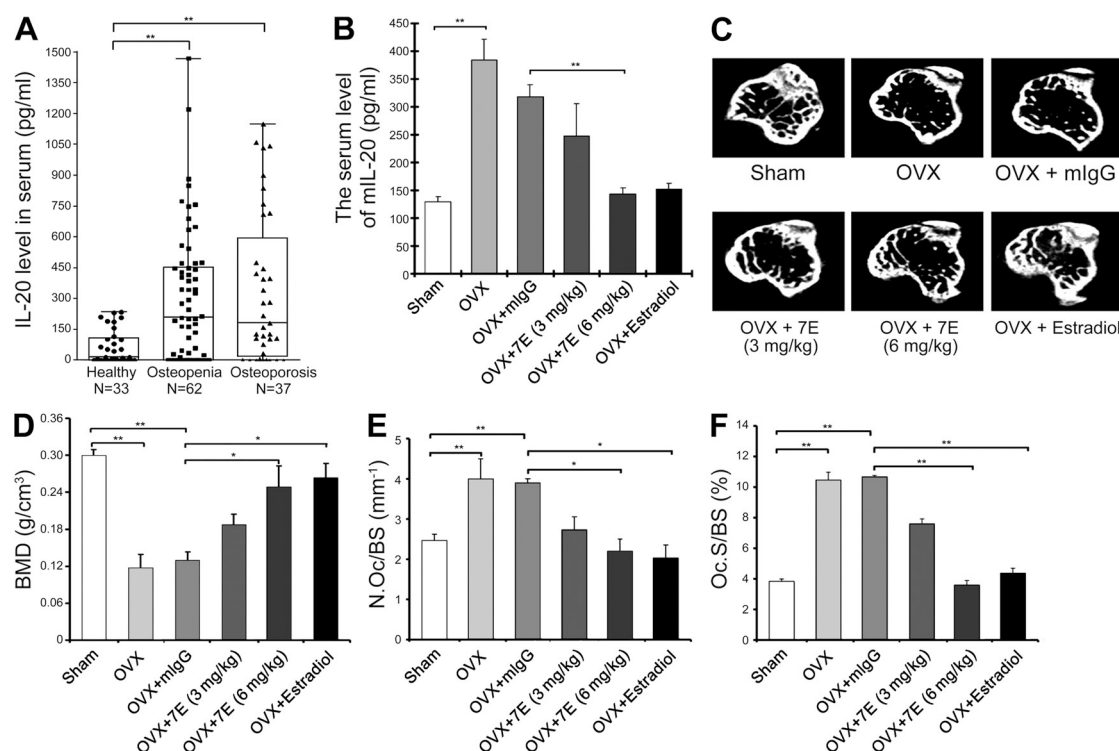 A
IL-20 level in serum (pg/ml)
**
**
1500
1350
1200
1050
900
750
600
450
300
150
0
Healthy Osteopenia Osteoporosis
N=33 N=62 N=37
B
The serum level
of mIL-20 (pg/ml)
**
**
450
400
350
300
250
200
150
100
50
0
Sham
OVX
OVX+mIgG
OVX+7E (3 mg/kg)
OVX+7E (6 mg/kg)
OVX+Estradiol
C
Sham OVX OVX + mIgG
OVX + 7E OVX + 7E OVX + Estradiol
(3 mg/kg) (6 mg/kg)
D
BMD (g/cm³)
**
**
*
*
0.36
0.30
0.24
0.18
0.12
0.06
0
Sham
OVX
OVX+mIgG
OVX+7E (3 mg/kg)
OVX+7E (6 mg/kg)
OVX+Estradiol
E
N.Oc/BS (mm⁻¹)
**
**
*
*
5
4
3
2
1
0
Sham
OVX
OVX+mIgG
OVX+7E (3 mg/kg)
OVX+7E (6 mg/kg)
OVX+Estradiol
F
Oc.S/BS (%)
**
**
**
**
14
12
10
8
6
4
2
0
Sham
OVX
OVX+mIgG
OVX+7E (3 mg/kg)
OVX+7E (6 mg/kg)
OVX+Estradiol